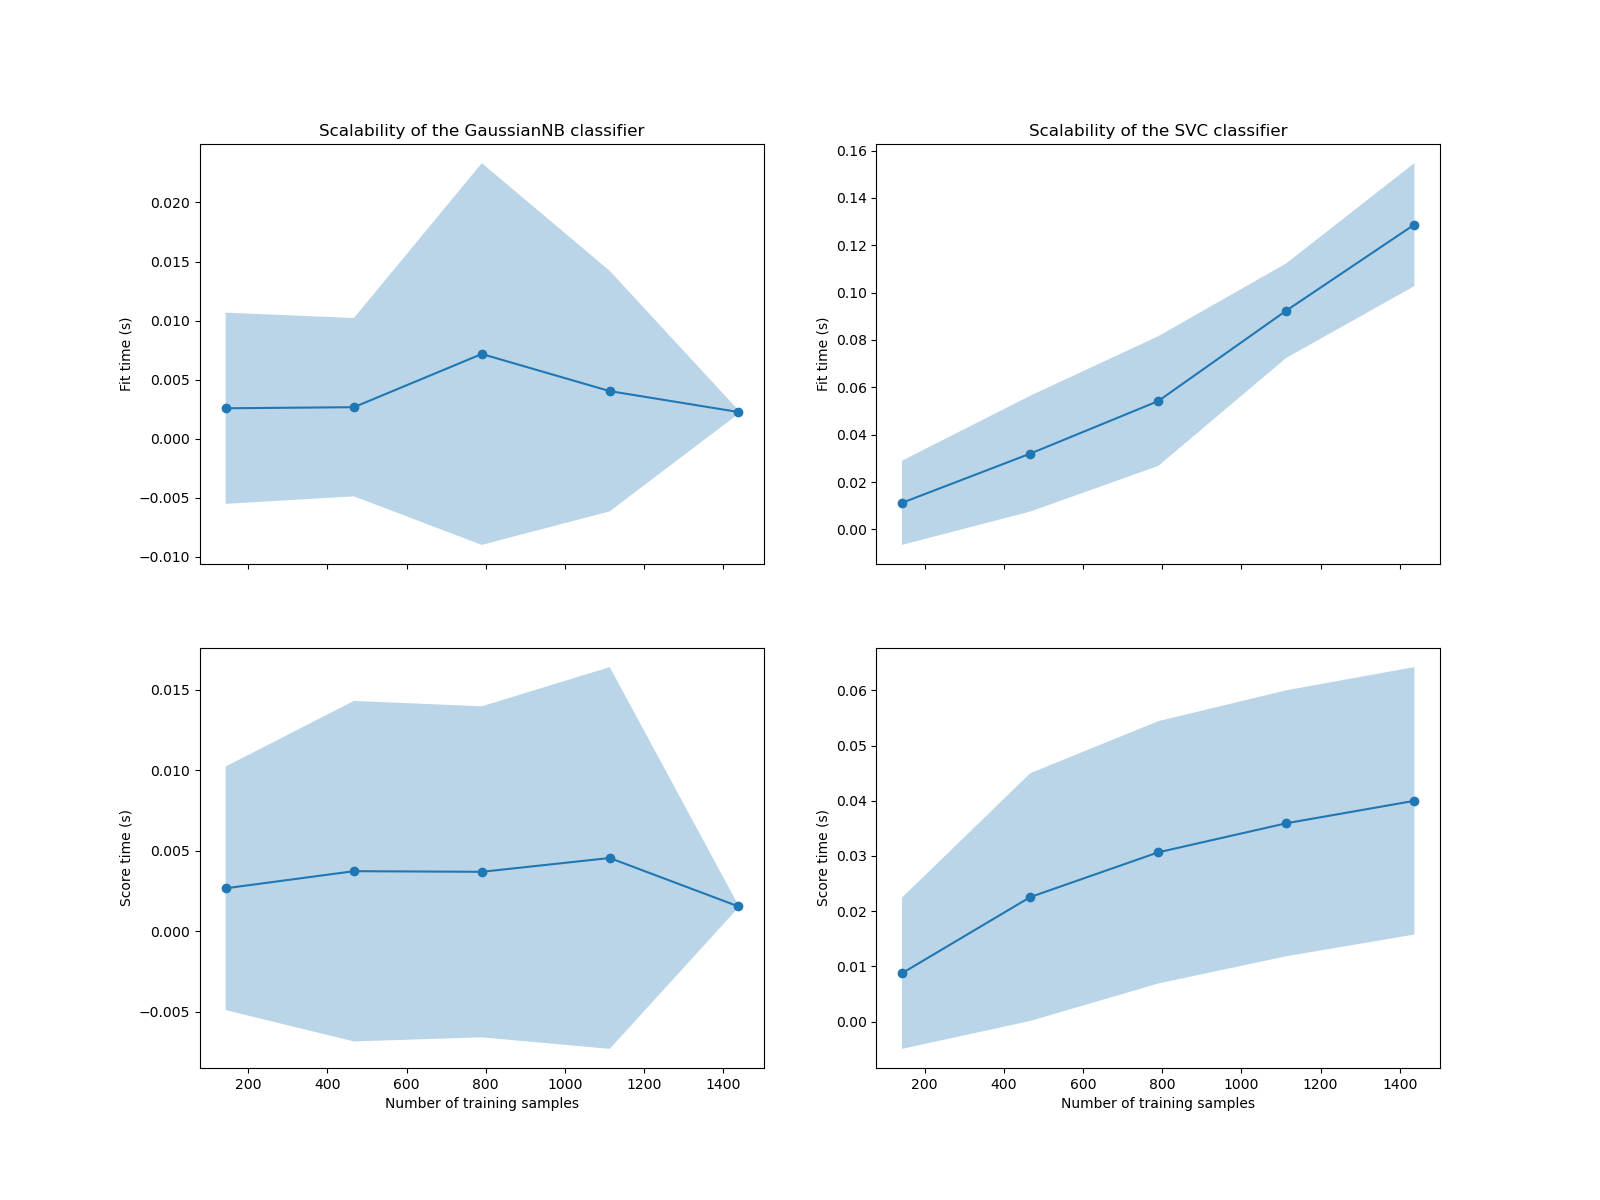 Scalability of the GaussianNB classifier
Fit time (s)
0.020
0.015
0.010
0.005
0.000
−0.005
−0.010
Scalability of the SVC classifier
Fit time (s)
0.16
0.14
0.12
0.10
0.08
0.06
0.04
0.02
0.00
Score time (s)
0.015
0.010
0.005
0.000
−0.005
200 400 600 800 1000 1200 1400
Number of training samples
Score time (s)
0.06
0.05
0.04
0.03
0.02
0.01
0.00
200 400 600 800 1000 1200 1400
Number of training samples